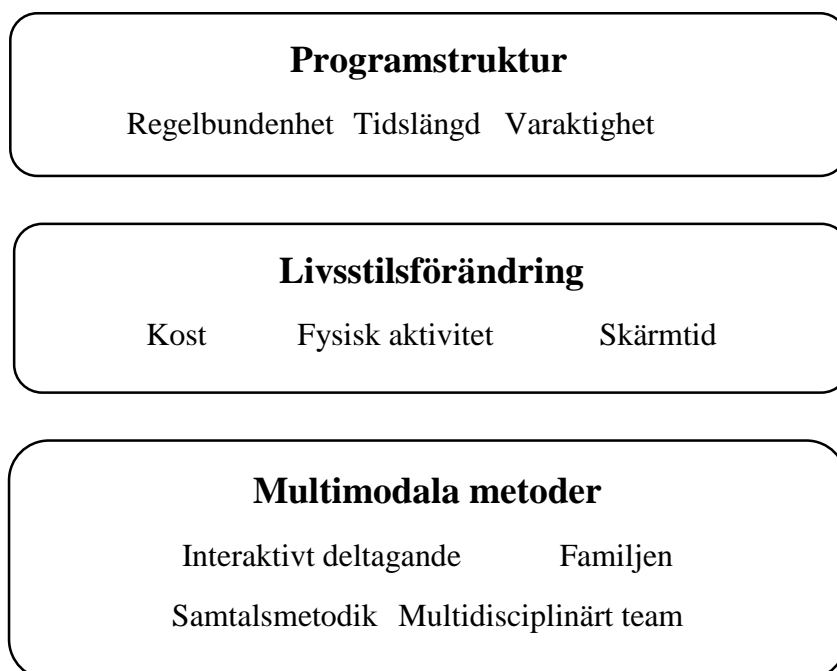 Programstruktur
Regelbundenhet Tidslängd Varaktighet
Livsstilsförändring
Kost Fysisk aktivitet Skärmtid
Multimodala metoder
Interaktivt deltagande Familjen
Samtalsmetodik Multidisciplinärt team